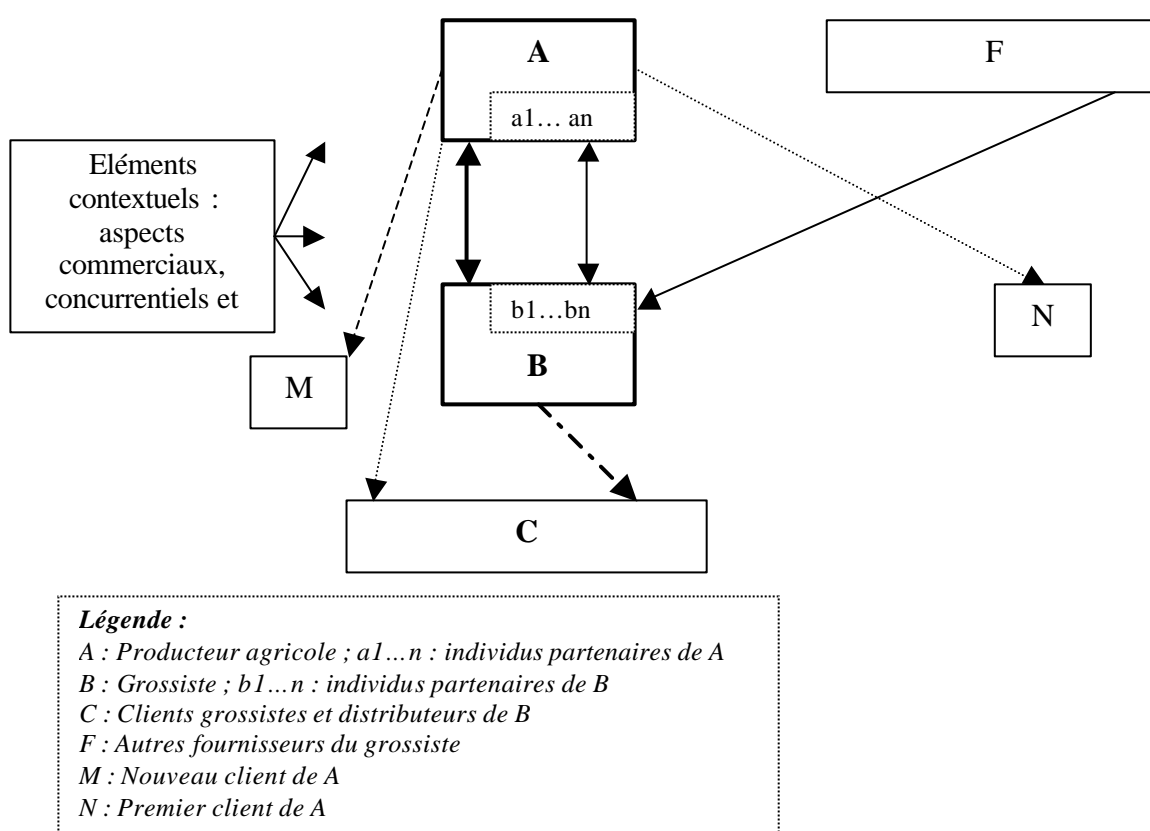 A
F
a1… an
Eléments
contextuels :
aspects
commerciaux,
concurrentiels et
b1…bn
N
B
M
C
Légende :
A : Producteur agricole ; a1…n : individus partenaires de A
B : Grossiste ; b1…n : individus partenaires de B
C : Clients grossistes et distributeurs de B
F : Autres fournisseurs du grossiste
M : Nouveau client de A
N : Premier client de A